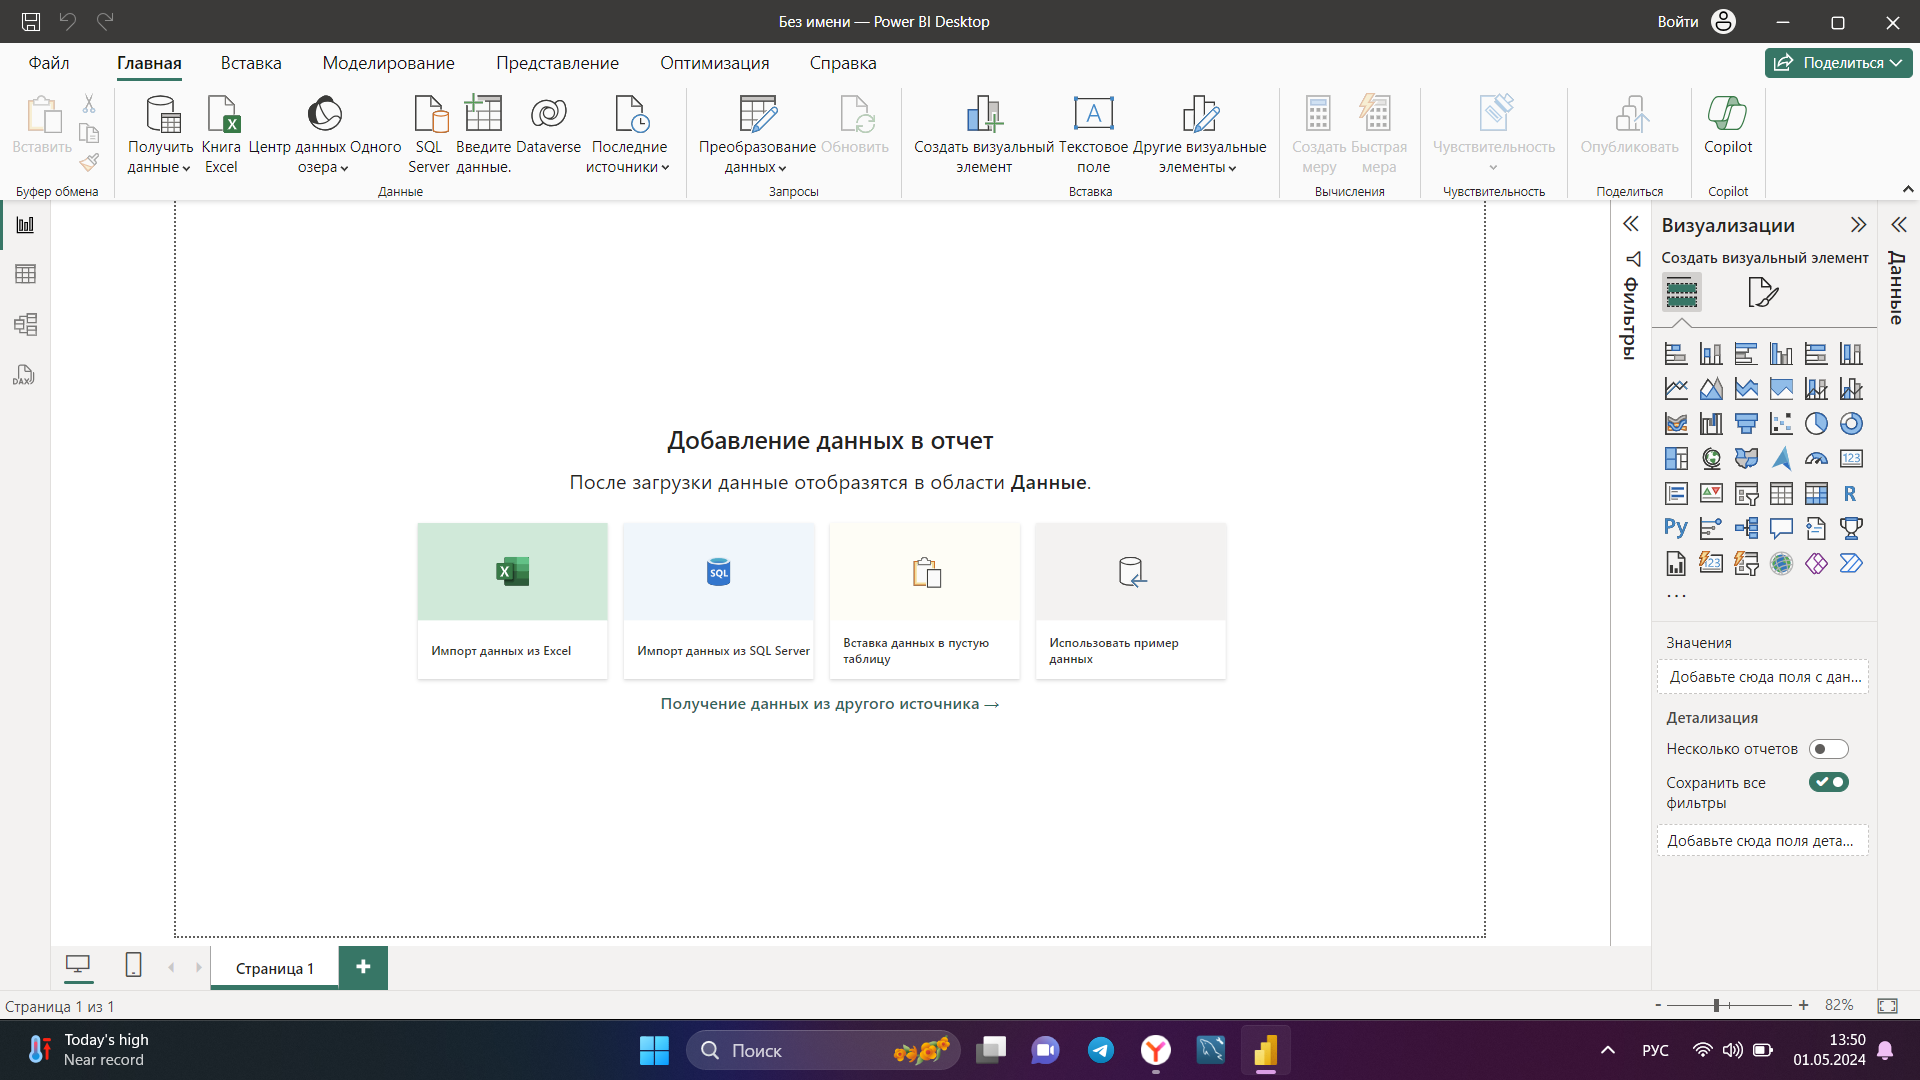 Без имени — Power BI Desktop
Войти
Файл
Главная
Вставка
Моделирование
Представление
Оптимизация
Справка
Поделиться
Вставить
Получить
данные
Книга
Excel
Центр данных Одного
озера
SQL
Server
Введите
данные.
Dataverse
Последние
источники
Преобразование
данных
Обновить
Создать визуальный
элемент
Текстовое
поле
Другие визуальные
элементы
Создать
меру
Быстрая
мера
Чувствительность
Опубликовать
Copilot
Буфер обмена
Данные
Запросы
Вставка
Вычисления
Чувствительность
Поделиться
Copilot
DAX
Добавление данных в отчет
После загрузки данные отобразятся в области Данные.
SQL
Импорт данных из Excel
Импорт данных из SQL Server
Вставка данных в пустую
таблицу
Использовать пример
данных
Получение данных из другого источника →
Фильтры
Визуализации
Создать визуальный элемент
123
R
Py
123
...
Значения
Добавьте сюда поля с дан...
Детализация
Несколько отчетов
Сохранить все
фильтры
Добавьте сюда поля дета...
Данные
Страница 1
Страница 1 из 1
- + 82%
Today's high
Near record
Поиск
РУС
13:50
01.05.2024